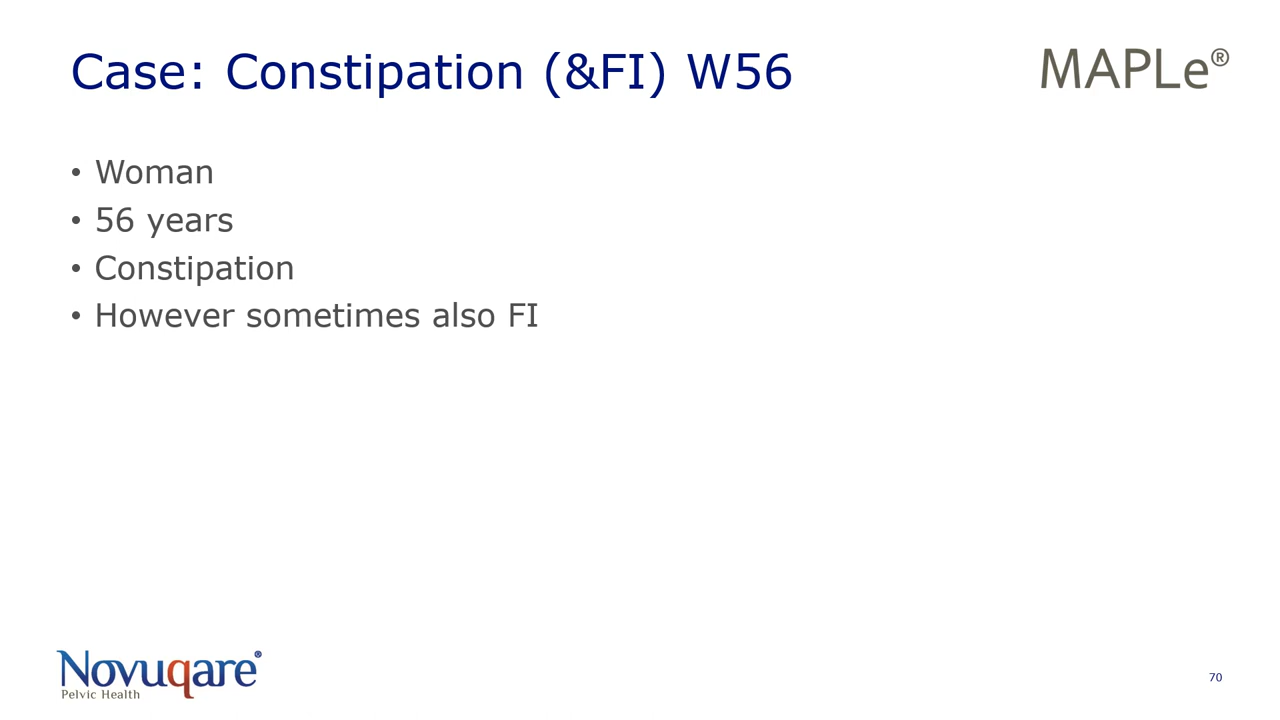 Case: Constipation (&FI) W56
MAPLe®
• Woman
• 56 years
• Constipation
• However sometimes also FI
Novuqare®
Pelvic Health
70